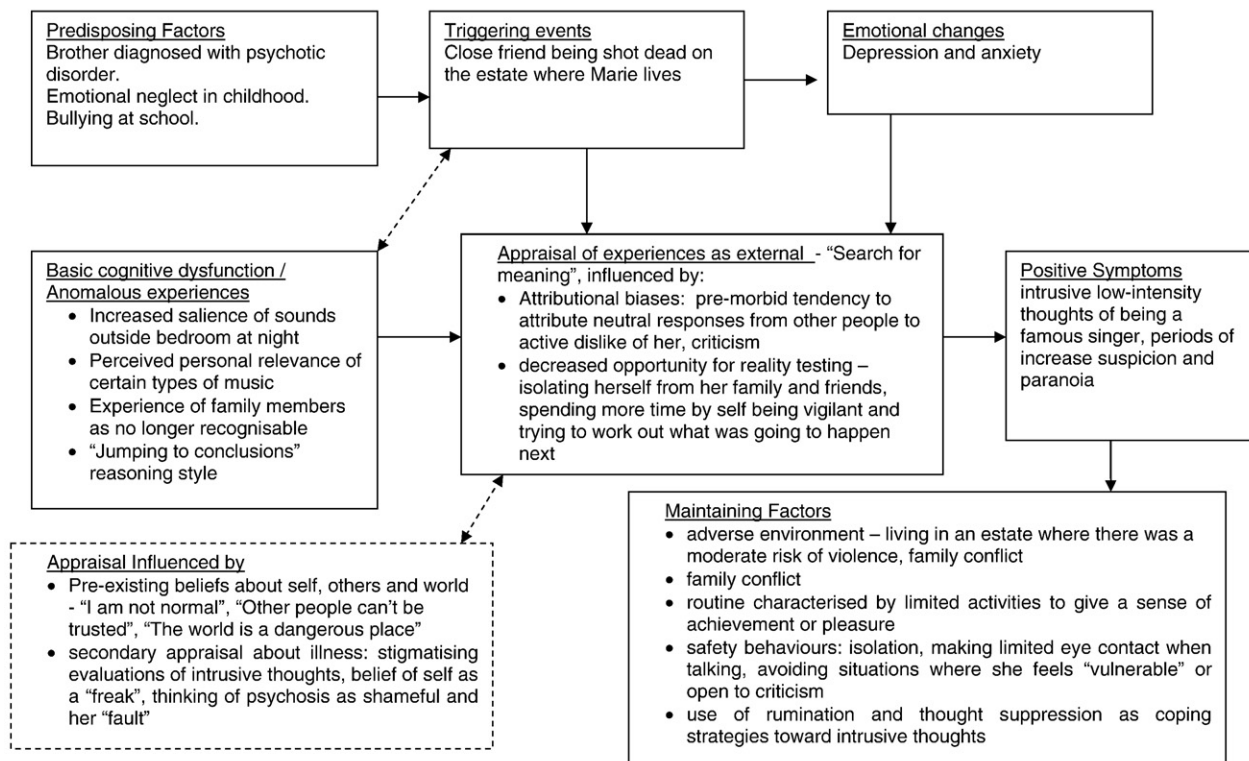 Predisposing Factors
Brother diagnosed with psychotic
disorder.
Emotional neglect in childhood.
Bullying at school.
Triggering events
Close friend being shot dead on
the estate where Marie lives
Emotional changes
Depression and anxiety
Basic cognitive dysfunction /
Anomalous experiences
• Increased salience of sounds
outside bedroom at night
• Perceived personal relevance of
certain types of music
• Experience of family members
as no longer recognisable
• “Jumping to conclusions”
reasoning style
Appraisal of experiences as external - “Search for
meaning”, influenced by:
• Attributional biases: pre-morbid tendency to
attribute neutral responses from other people to
active dislike of her, criticism
• decreased opportunity for reality testing –
isolating herself from her family and friends,
spending more time by self being vigilant and
trying to work out what was going to happen
next
Positive Symptoms
intrusive low-intensity
thoughts of being a
famous singer, periods of
increase suspicion and
paranoia
Appraisal Influenced by
• Pre-existing beliefs about self, others and world
- “I am not normal”, “Other people can’t be
trusted”, “The world is a dangerous place”
• secondary appraisal about illness: stigmatising
evaluations of intrusive thoughts, belief of self as
a “freak”, thinking of psychosis as shameful and
her “fault”
Maintaining Factors
• adverse environment – living in an estate where there was a
moderate risk of violence, family conflict
• family conflict
• routine characterised by limited activities to give a sense of
achievement or pleasure
• safety behaviours: isolation, making limited eye contact when
talking, avoiding situations where she feels “vulnerable” or
open to criticism
• use of rumination and thought suppression as coping
strategies toward intrusive thoughts